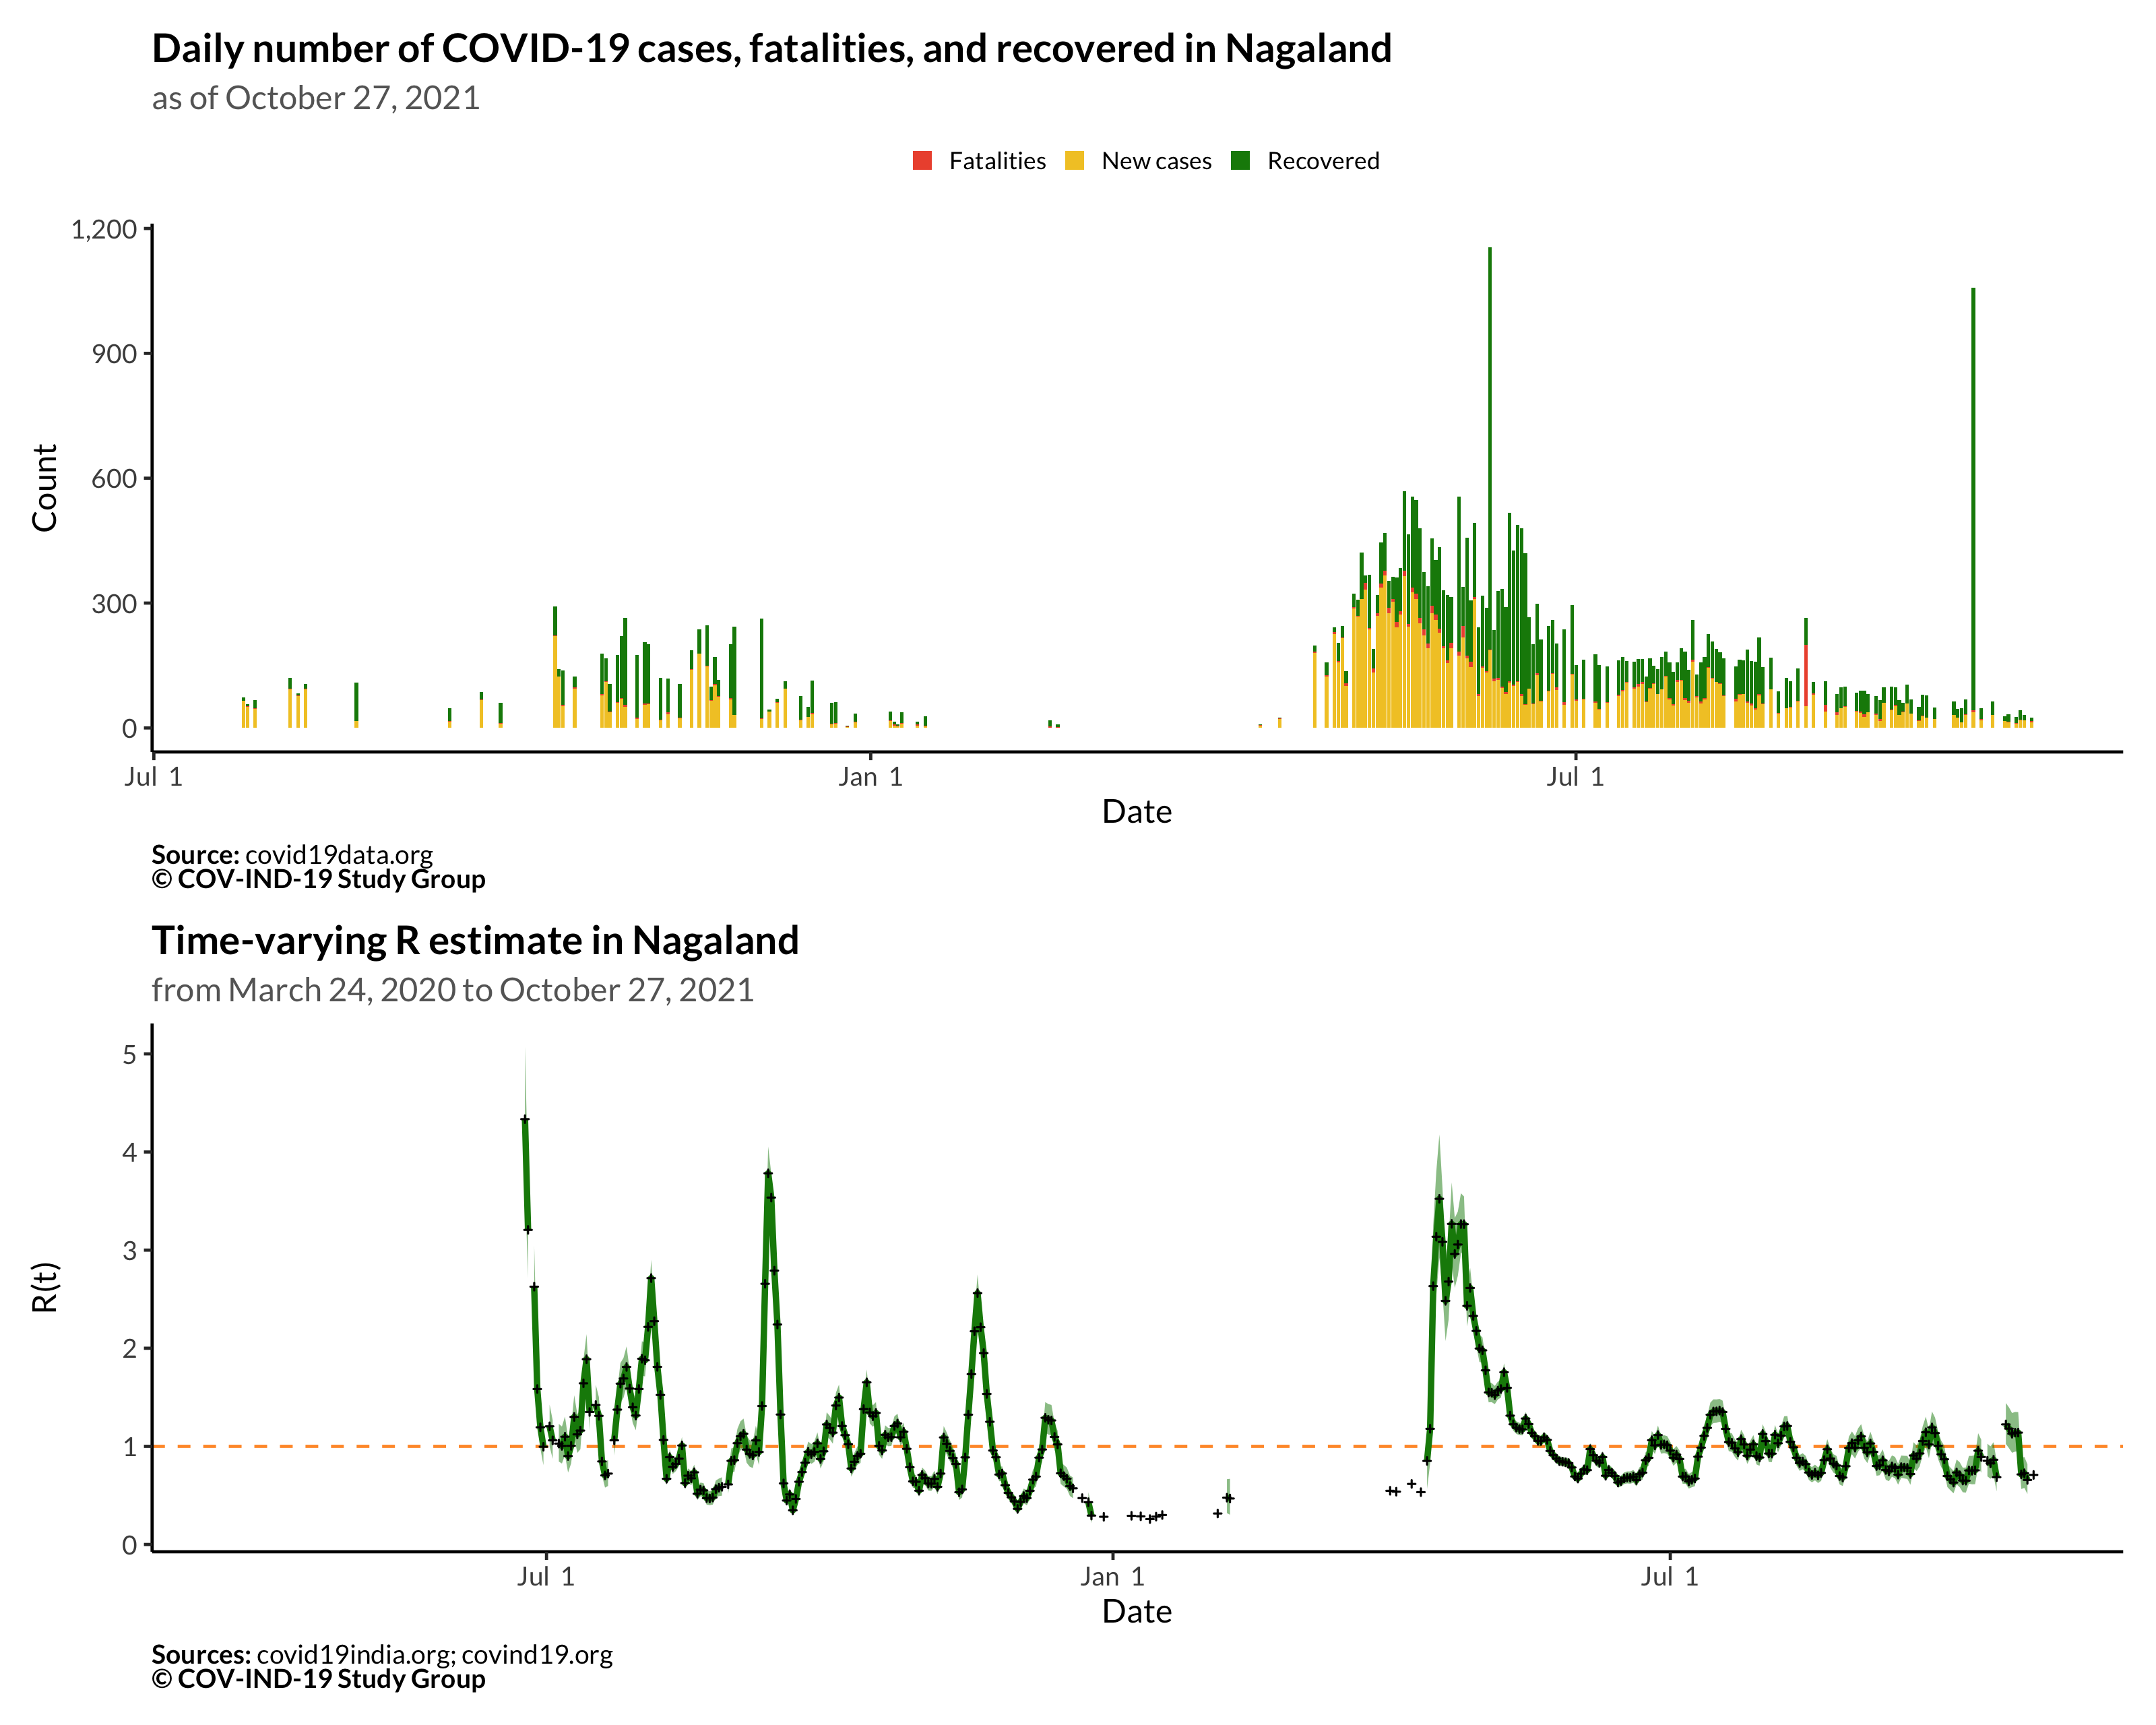 Daily number of COVID-19 cases, fatalities, and recovered in Nagaland
as of October 27, 2021
Fatalities New cases Recovered
1,200
900
600
300
0
Count
Jul 1 Jan 1 Jul 1
Date
Source: covid19data.org
© COV-IND-19 Study Group
Time-varying R estimate in Nagaland
from March 24, 2020 to October 27, 2021
5
4
3
2
1
0
R(t)
Jul 1 Jan 1 Jul 1
Date
Sources: covid19india.org; covind19.org
© COV-IND-19 Study Group